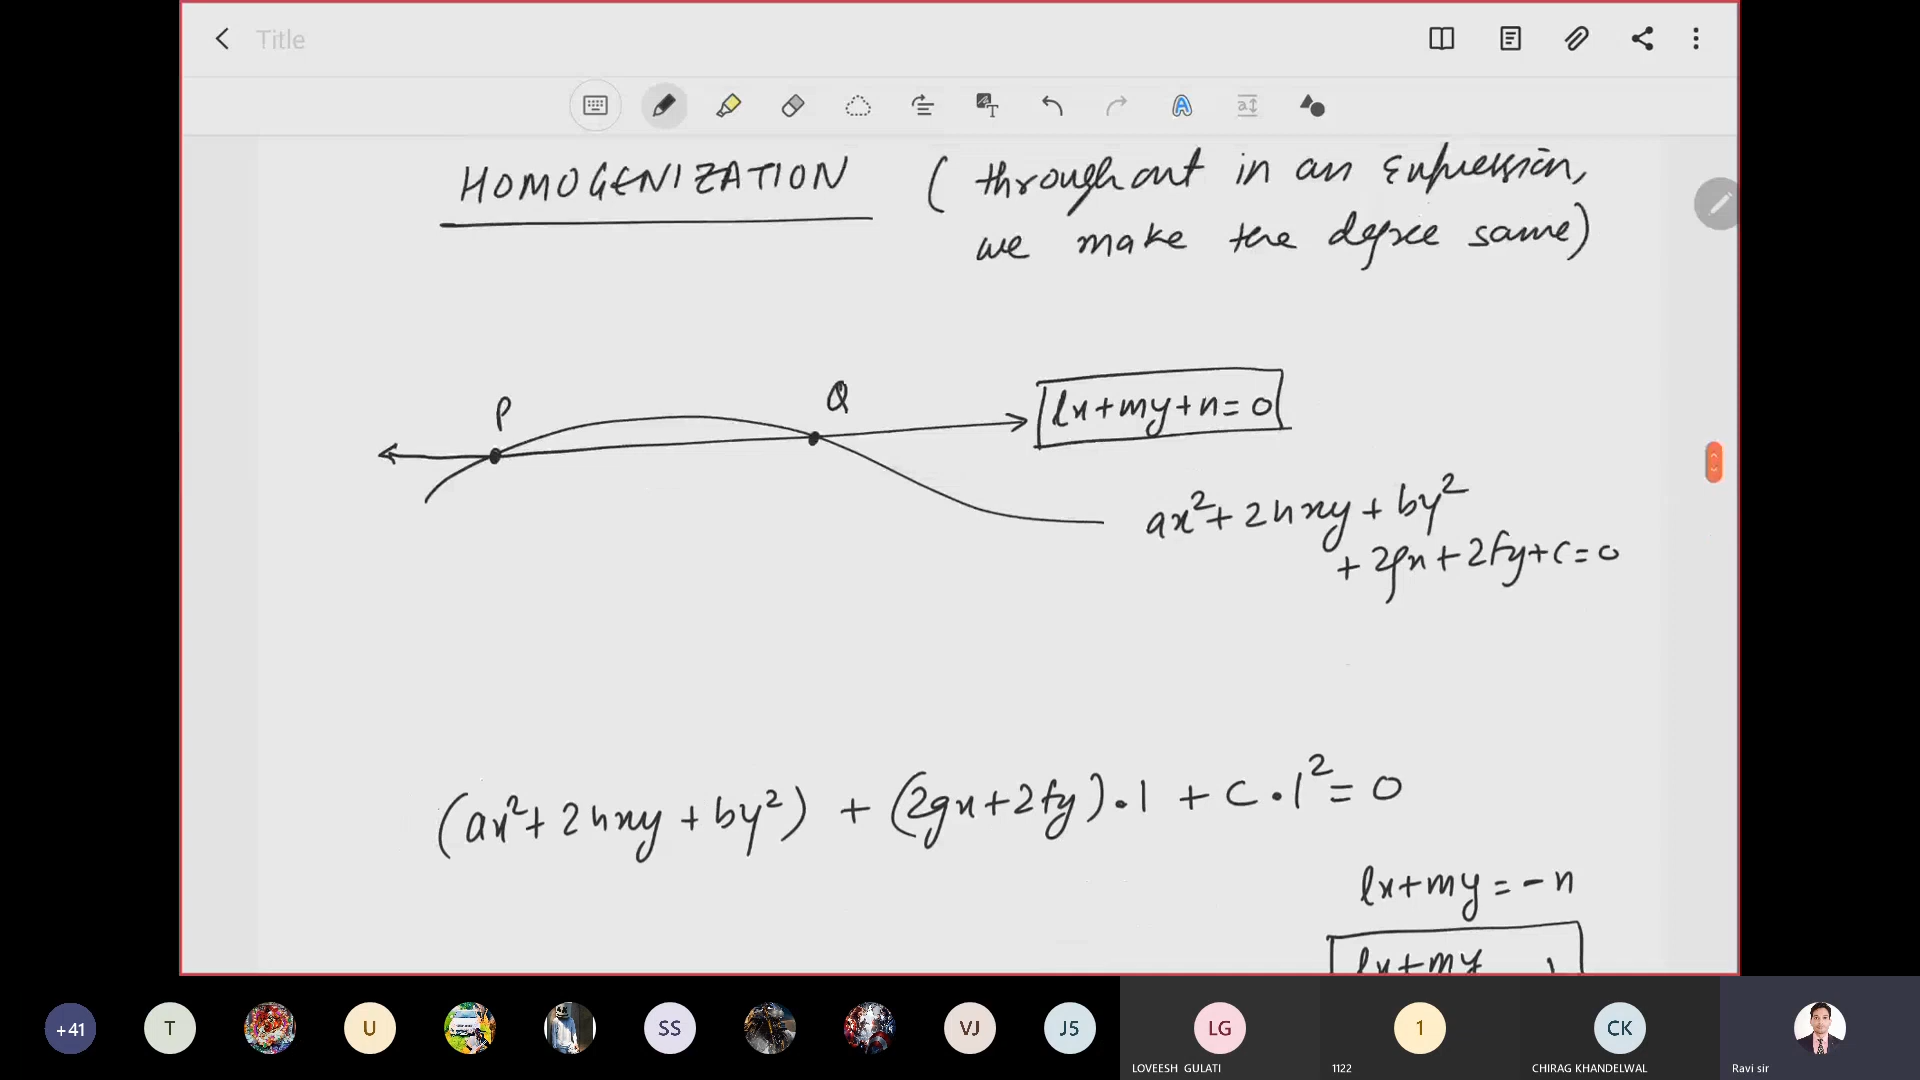 Title
HOMOGENIZATION ( throughout in an expression,
we make the degree same)
P
Q
lx+my+n=0
ax²+2hxy+by²
+2gx+2fy+c=0
(ax²+2hxy+by²) + (2gx+2fy)•1 + C•1²= 0
lx+my=-n
lx+my
+41
T
U
SS
VJ
J5
LG
LOVEESH GULATI
1
1122
CK
CHIRAG KHANDELWAL
Ravi sir